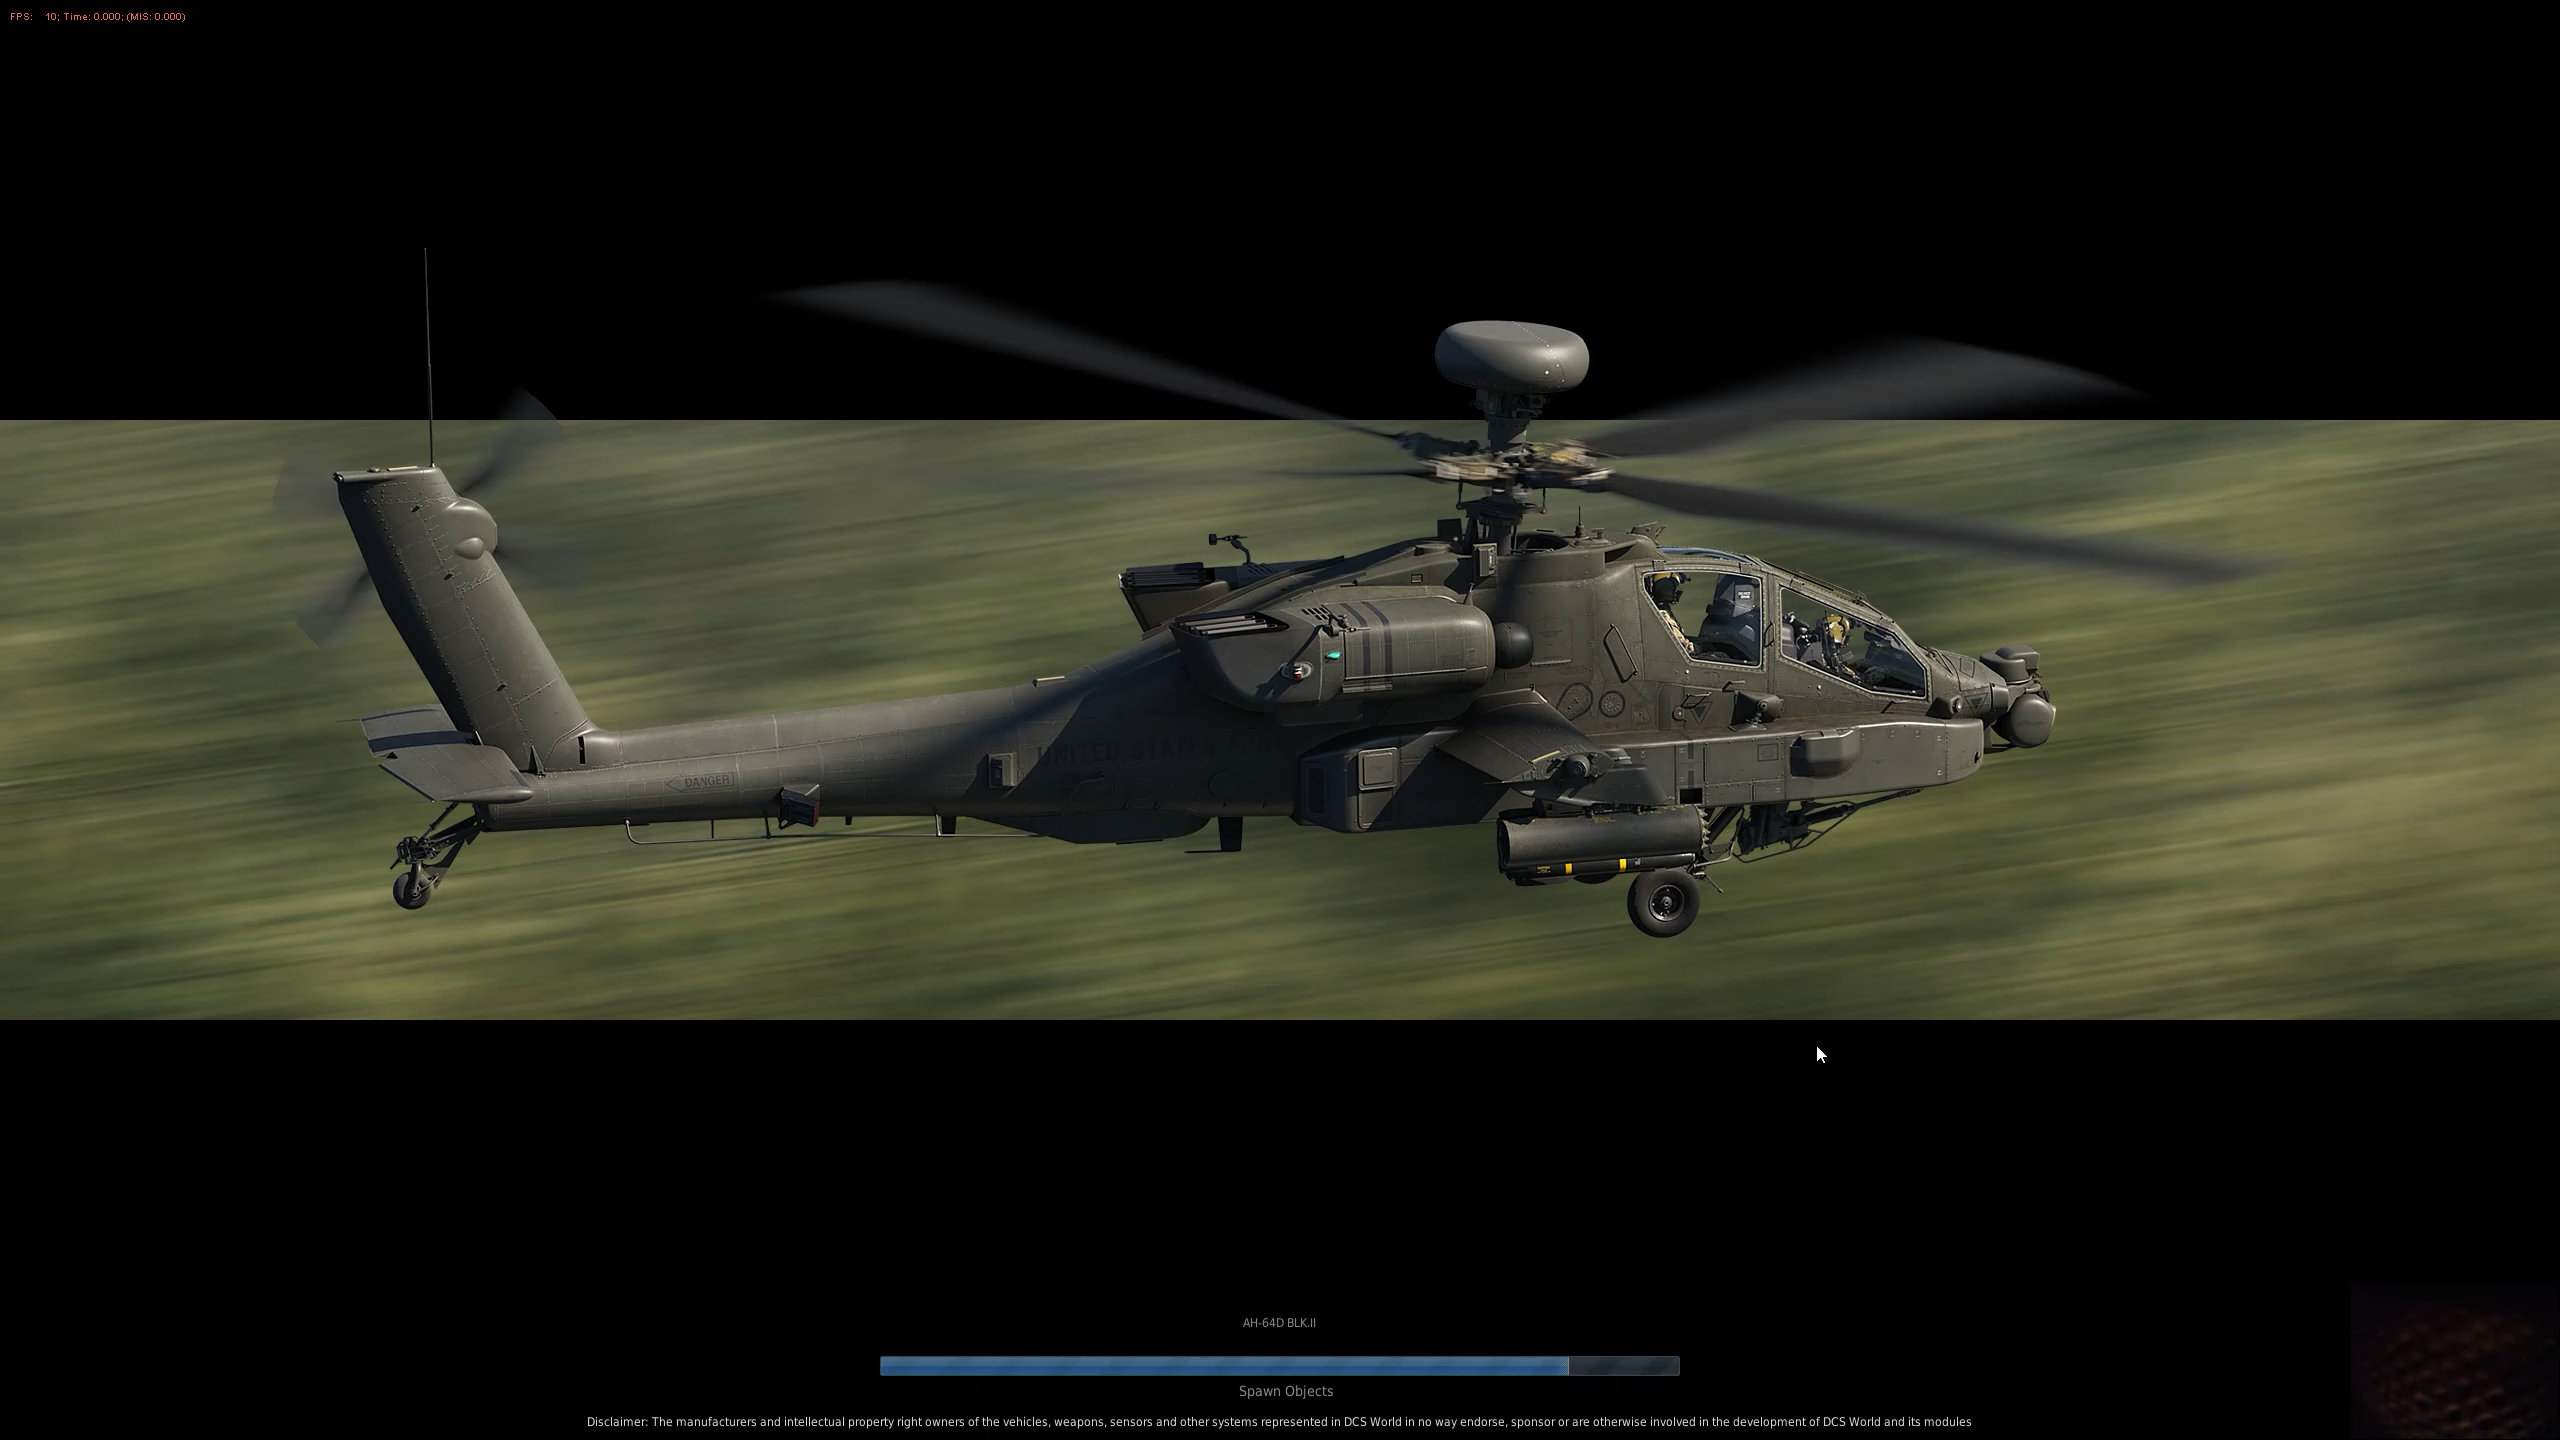 FPS: 10; Time: 0.000; (MIS: 0.000)
UNITED STATES
DANGER
AH-64D BLK.II
Spawn Objects
Disclaimer: The manufacturers and intellectual property right owners of the vehicles, weapons, sensors and other systems represented in DCS World in no way endorse, sponsor or are otherwise involved in the development of DCS World and its modules